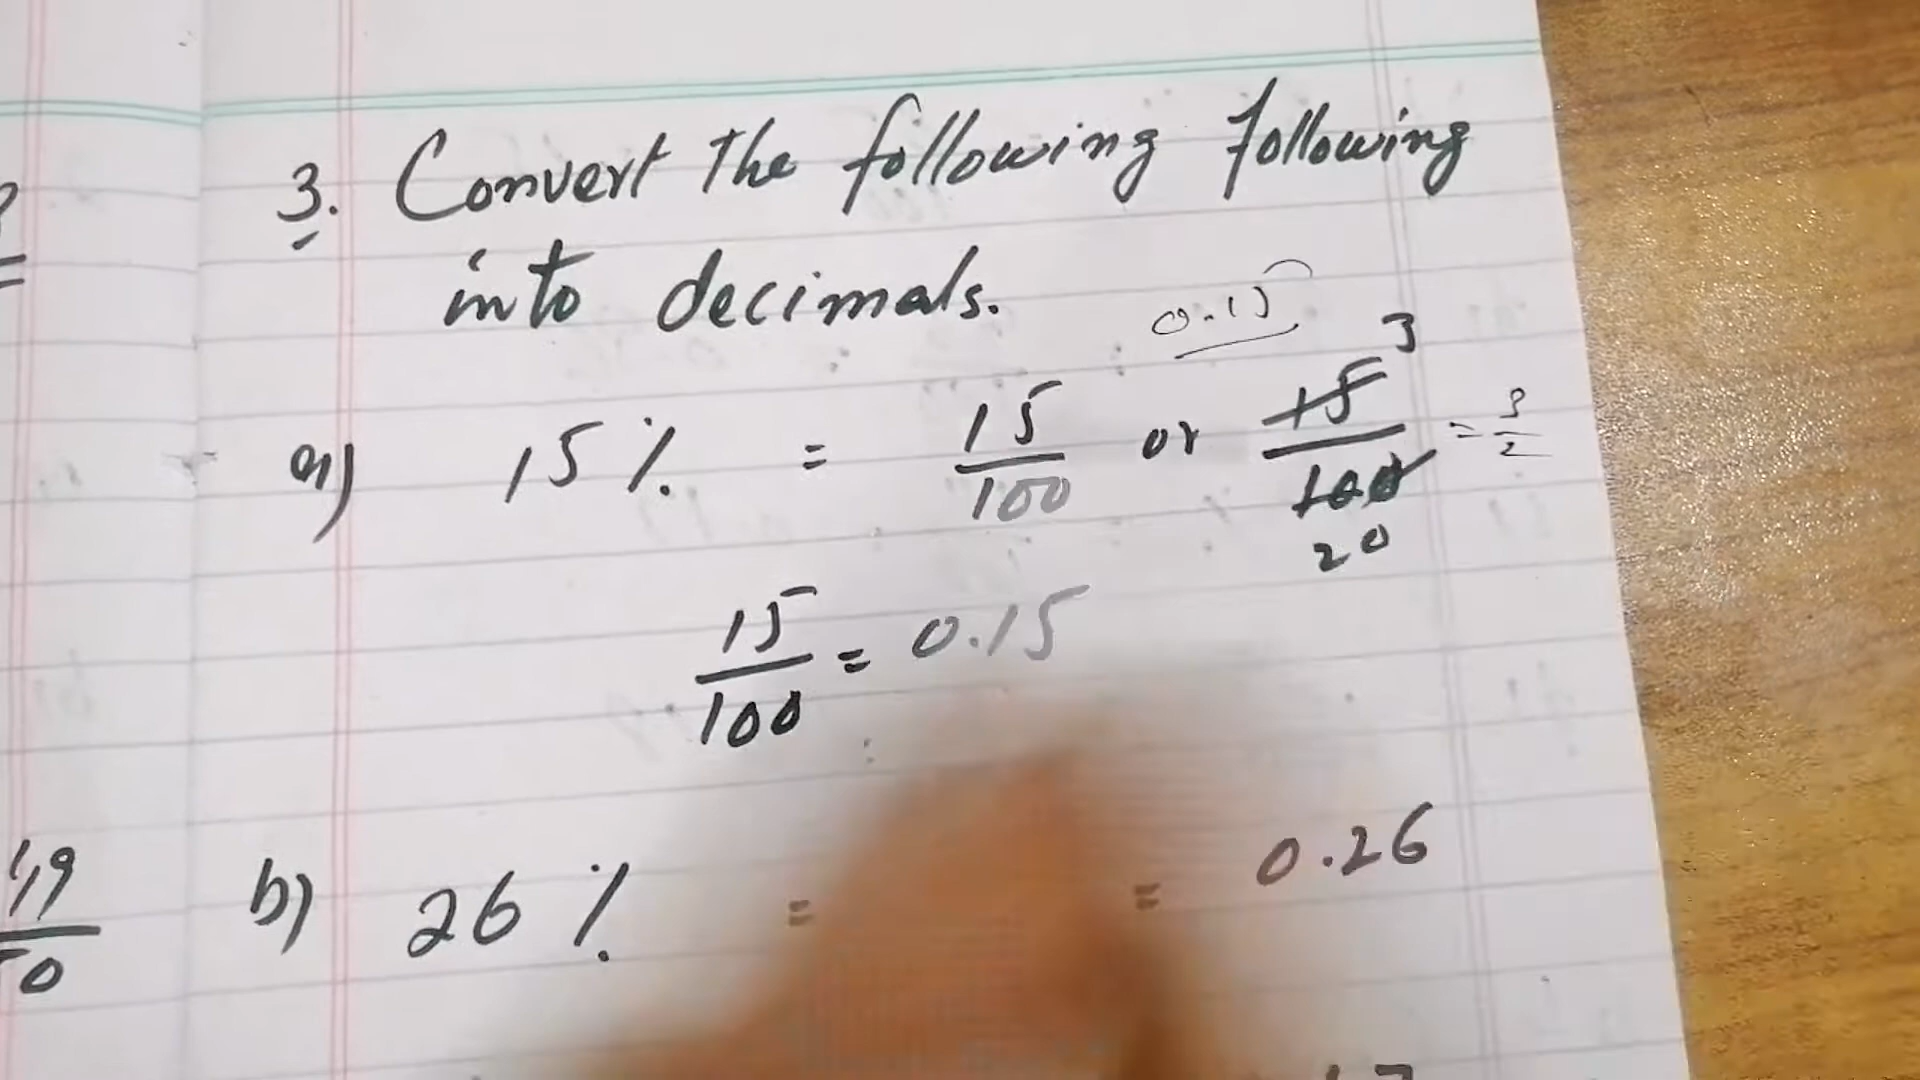 3. Convert the following following
into decimals.
0.15
a) 15% = 15/100 or 15/100 = 3/2
3
20
15/100 = 0.15
b) 26% = = 0.26